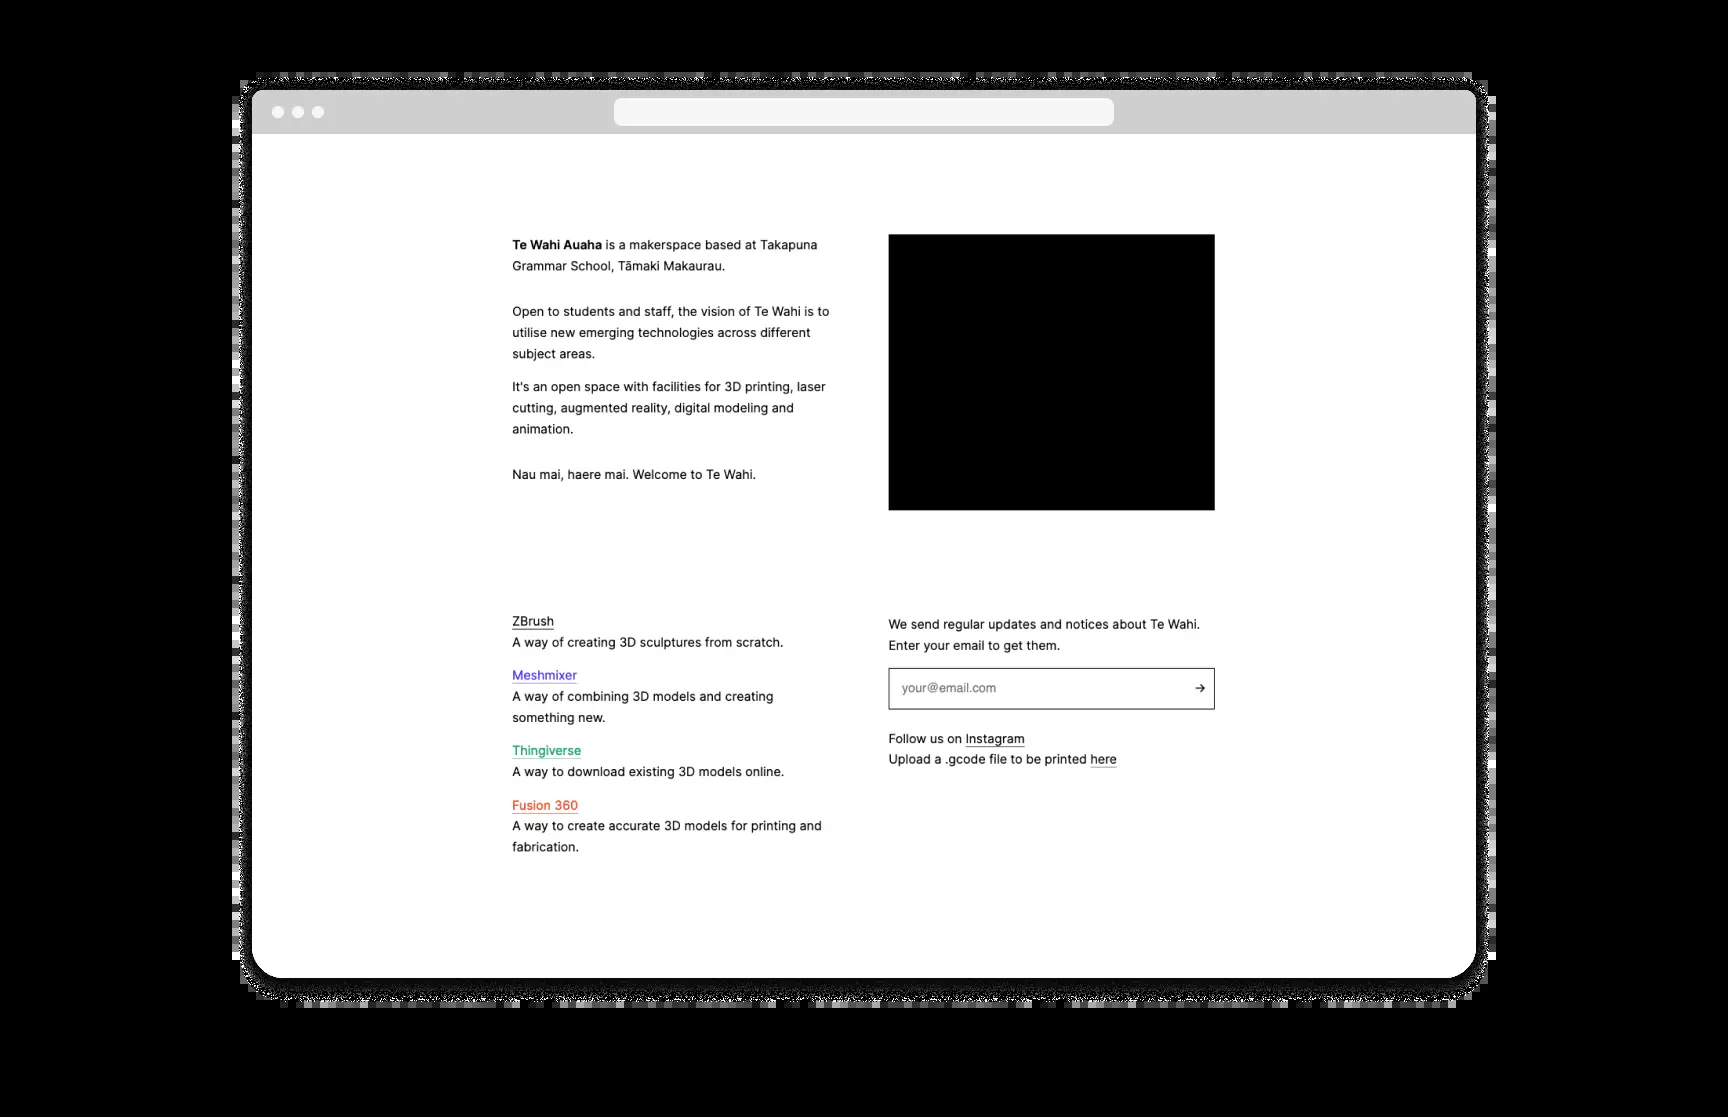 Te Wahi Auaha is a makerspace based at Takapuna
Grammar School, Tāmaki Makaurau.
Open to students and staff, the vision of Te Wahi is to
utilise new emerging technologies across different
subject areas.
It's an open space with facilities for 3D printing, laser
cutting, augmented reality, digital modeling and
animation.
Nau mai, haere mai. Welcome to Te Wahi.
ZBrush
A way of creating 3D sculptures from scratch.
Meshmixer
A way of combining 3D models and creating
something new.
Thingiverse
A way to download existing 3D models online.
Fusion 360
A way to create accurate 3D models for printing and
fabrication.
We send regular updates and notices about Te Wahi.
Enter your email to get them.
your@email.com →
Follow us on Instagram
Upload a .gcode file to be printed here